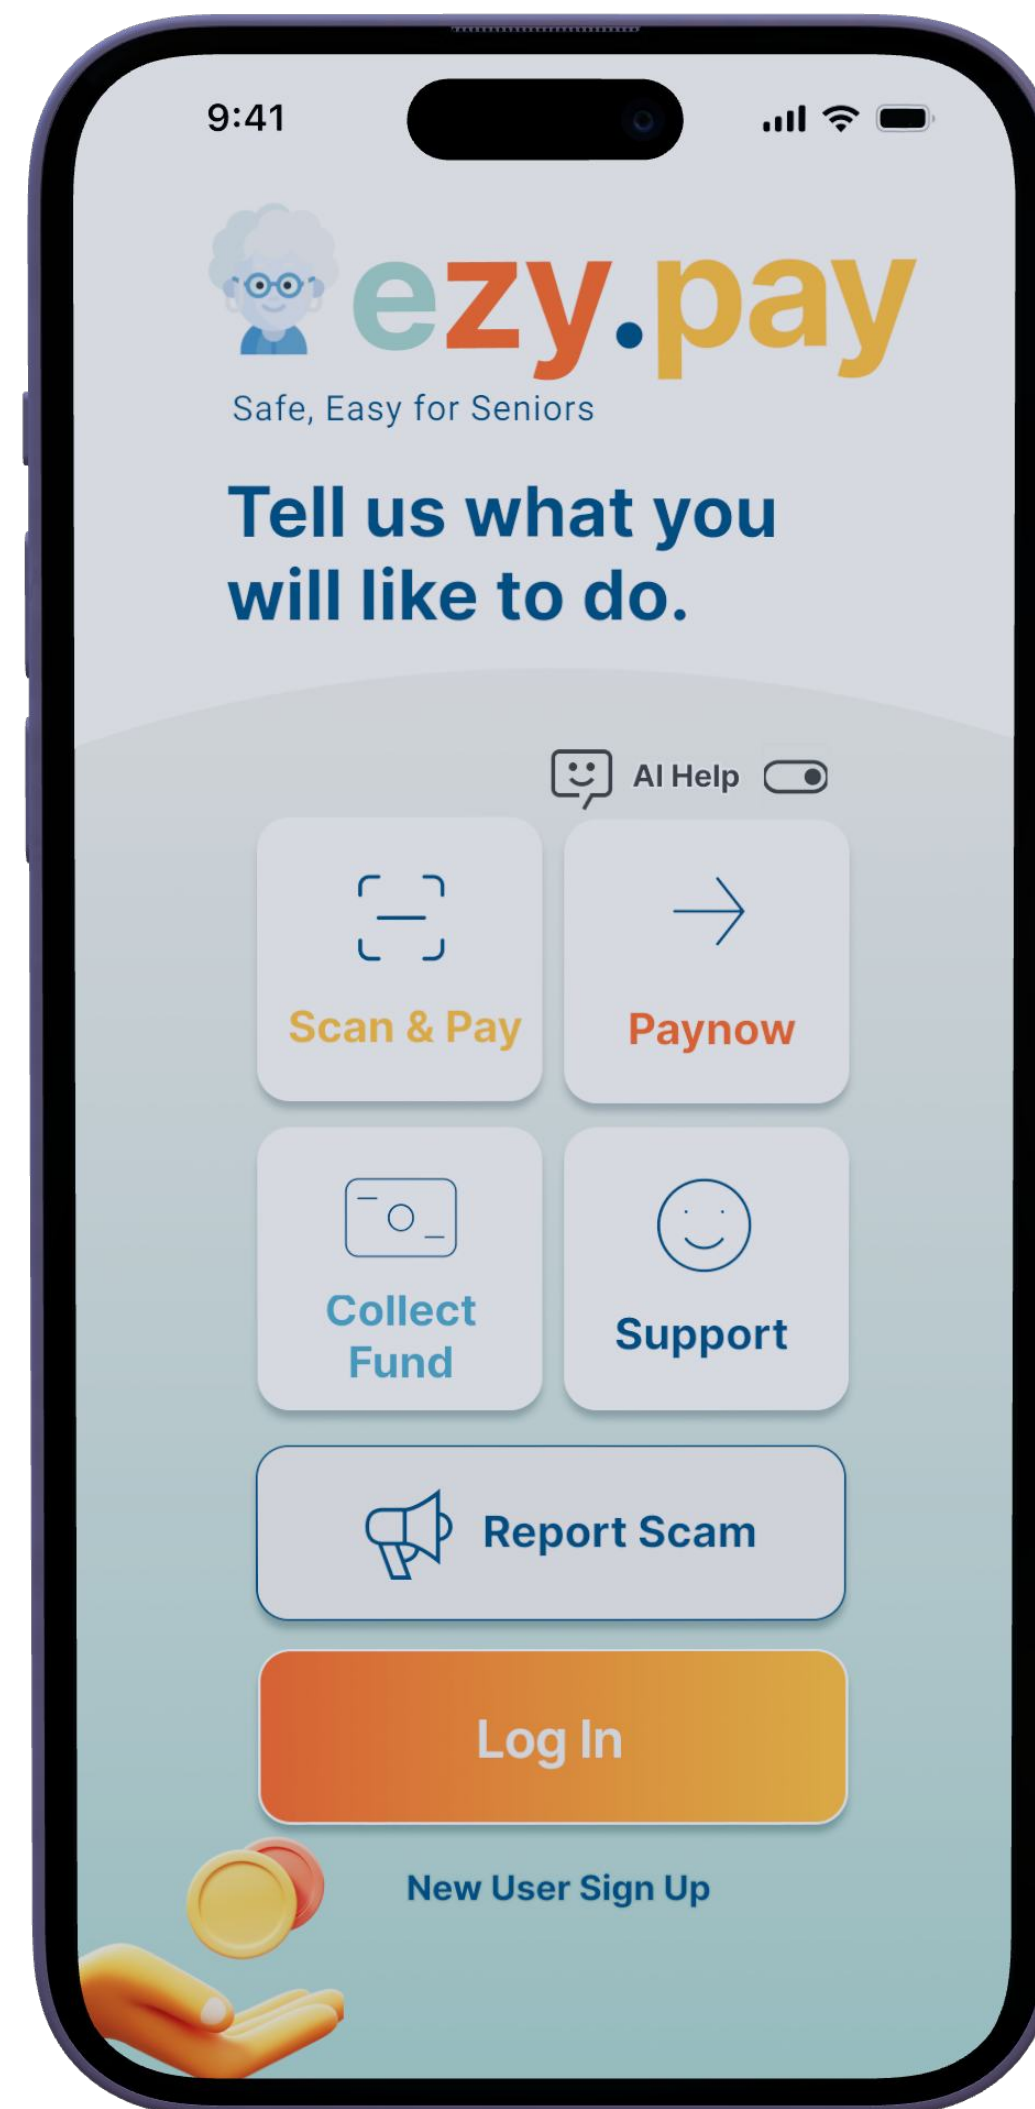 9:41
ezy.pay
Safe, Easy for Seniors
Tell us what you
will like to do.
AI Help
Scan & Pay
Paynow
Collect
Fund
Support
Report Scam
Log In
New User Sign Up